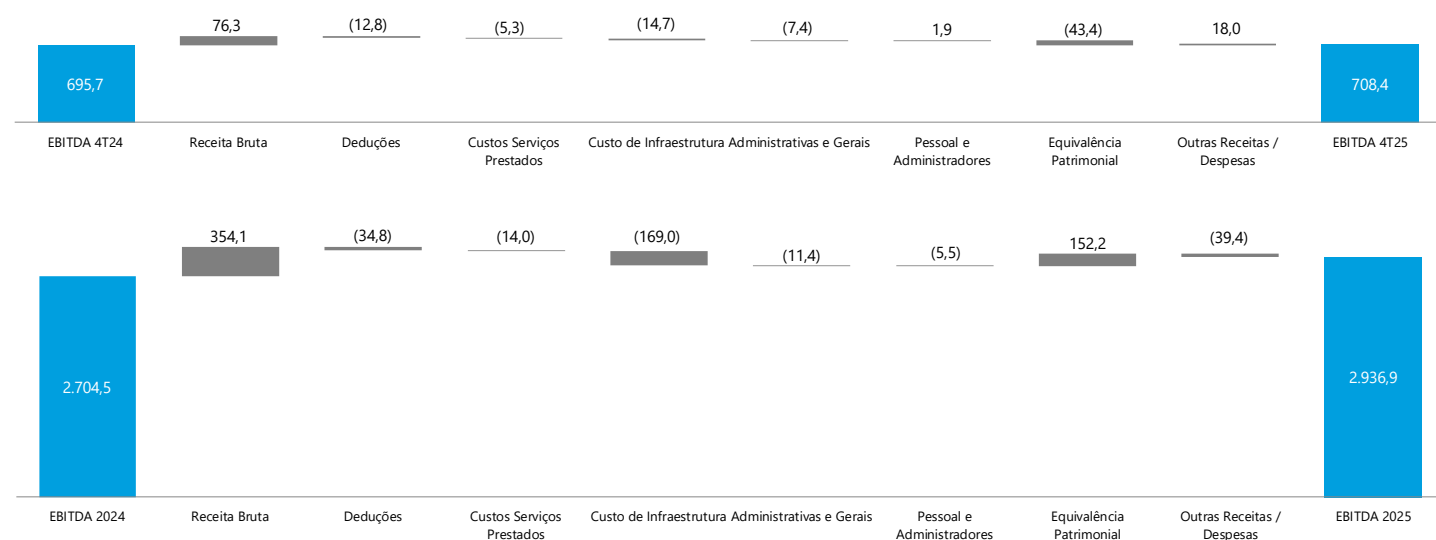 76,3 (12,8) (5,3) (14,7) (7,4) 1,9 (43,4) 18,0
695,7 708,4
EBITDA 4T24 Receita Bruta Deduções Custos Serviços Custo de Infraestrutura Administrativas e Gerais Pessoal e Equivalência Outras Receitas / EBITDA 4T25
Prestados Administradores Patrimonial Despesas
354,1 (34,8) (14,0) (169,0) (11,4) (5,5) 152,2 (39,4)
2.704,5 2.936,9
EBITDA 2024 Receita Bruta Deduções Custos Serviços Custo de Infraestrutura Administrativas e Gerais Pessoal e Equivalência Outras Receitas / EBITDA 2025
Prestados Administradores Patrimonial Despesas